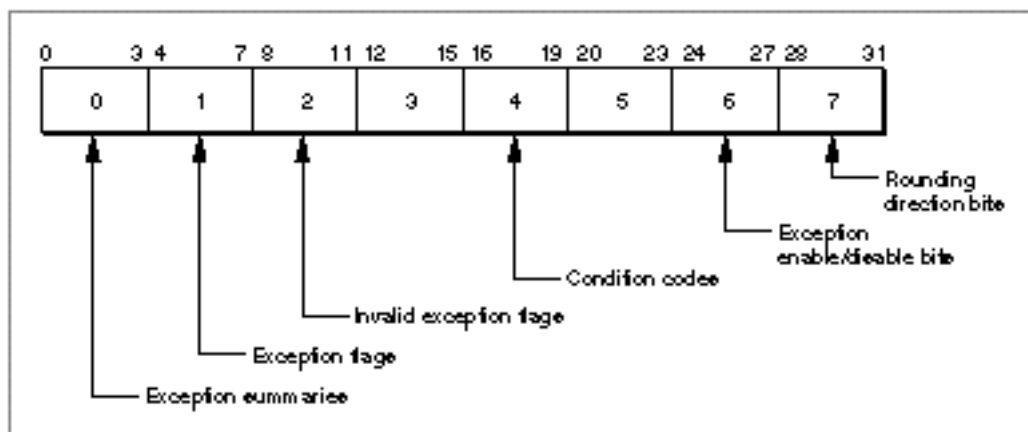 0 3 4 7 8 11 12 15 16 19 20 23 24 27 28 31
0 1 2 3 4 5 6 7
Rounding
direction bits
Exception
enable/disable bits
Condition codes
Invalid exception flags
Exception flags
Exception summaries